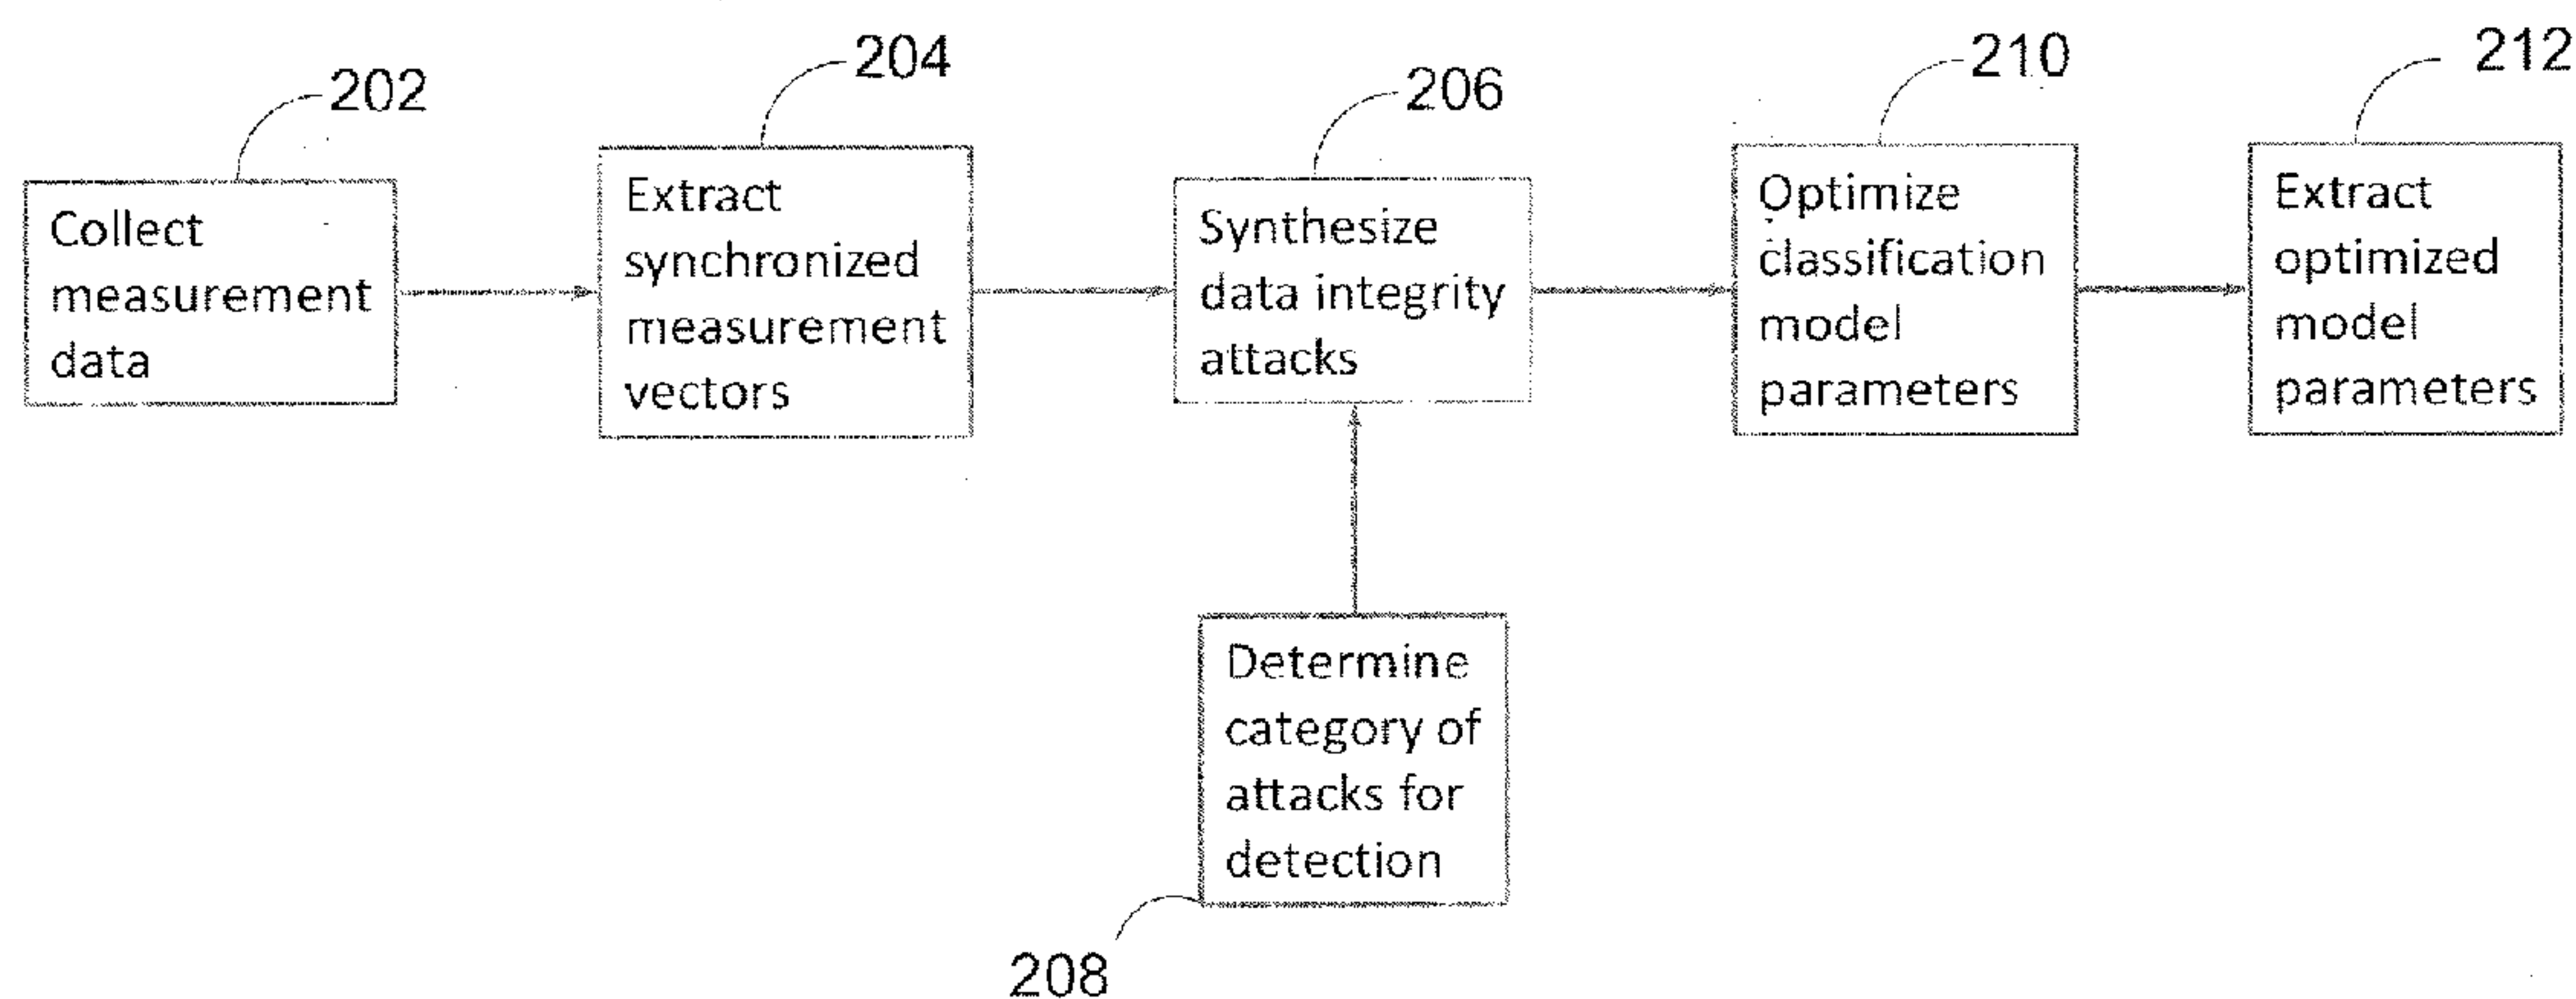 202
Collect
measurement
data
204
Extract
synchronized
measurement
vectors
206
Synthesize
data integrity
attacks
210
Optimize
classification
model
parameters
212
Extract
optimized
model
parameters
Determine
category of
attacks for
detection
208